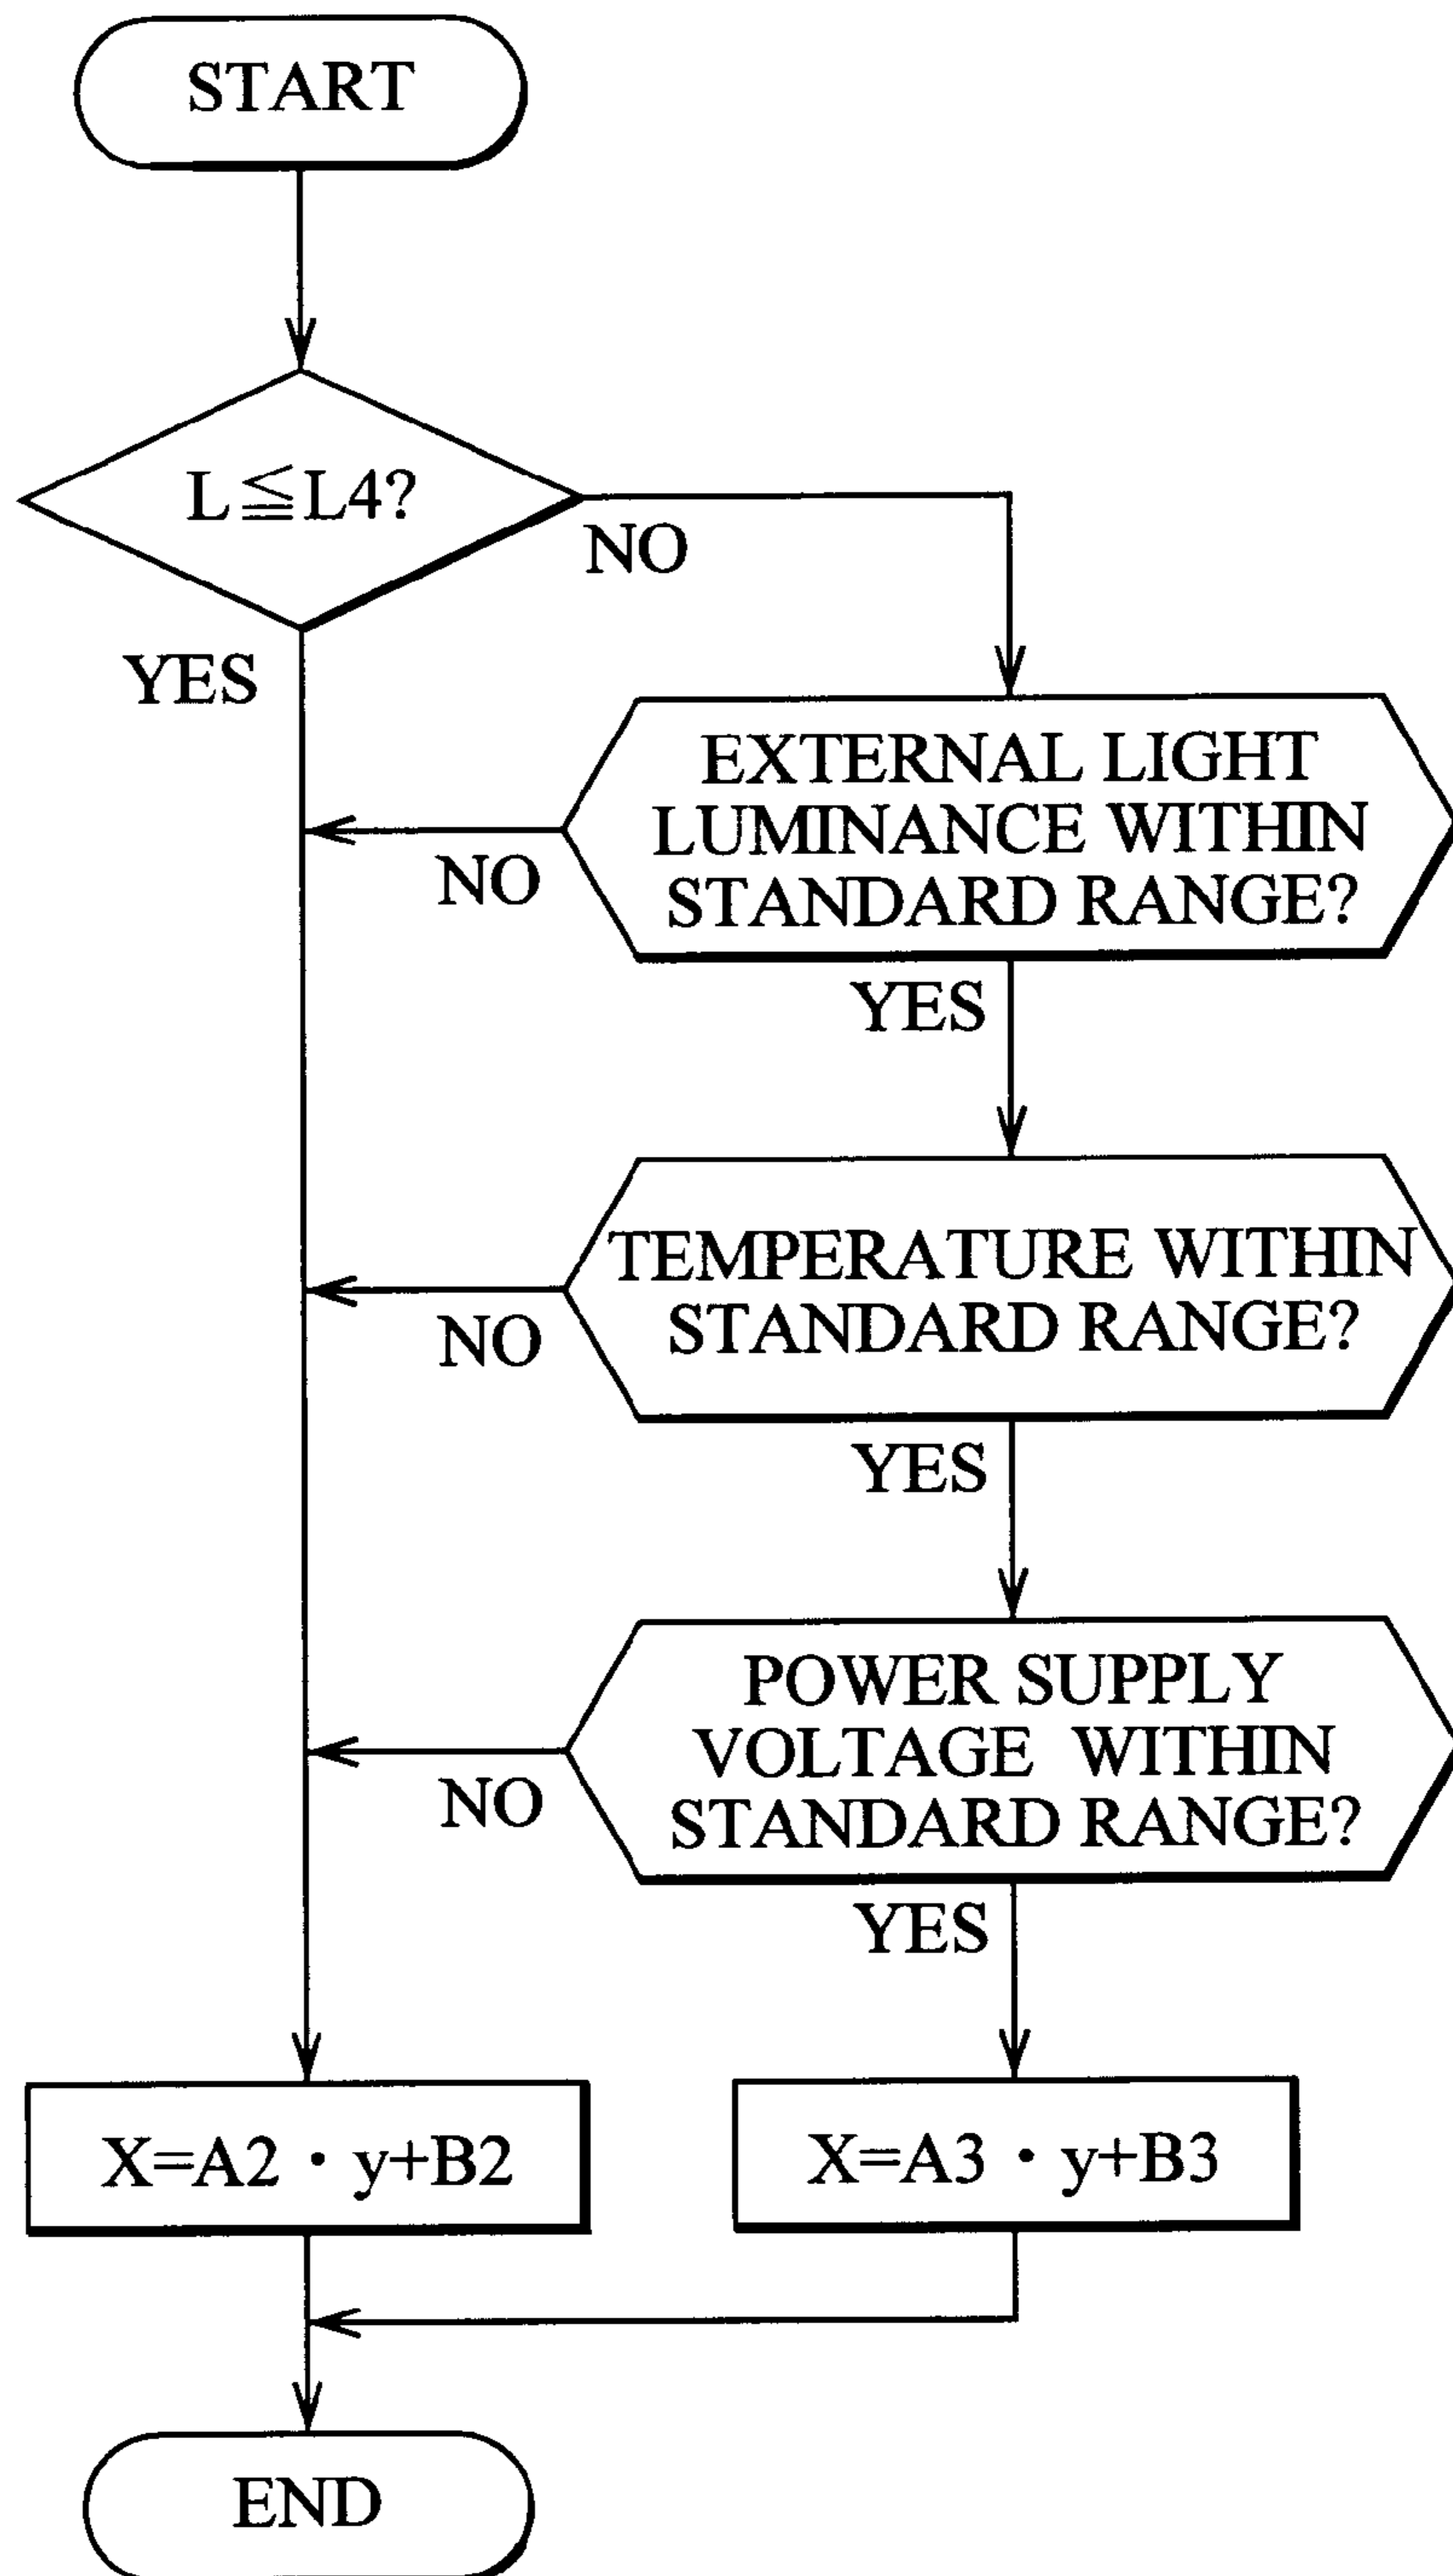 START
L≦L4?
NO
YES
EXTERNAL LIGHT
LUMINANCE WITHIN
STANDARD RANGE?
NO
YES
TEMPERATURE WITHIN
STANDARD RANGE?
NO
YES
POWER SUPPLY
VOLTAGE WITHIN
STANDARD RANGE?
NO
YES
X=A2・y+B2
X=A3・y+B3
END